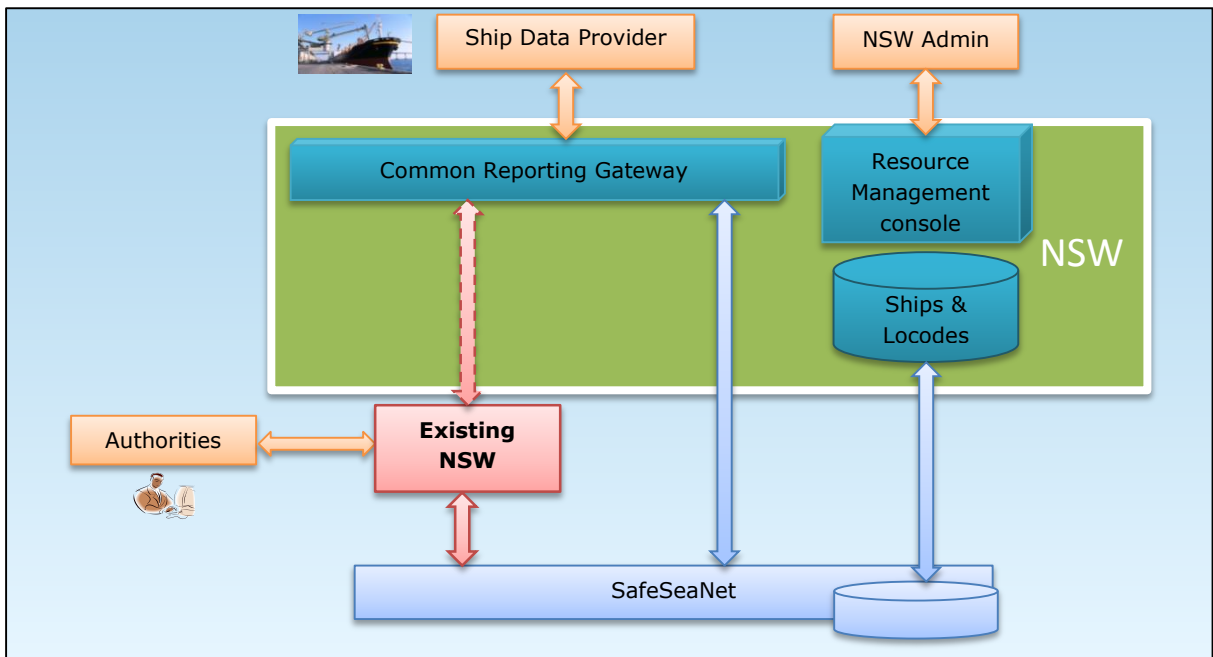 Ship Data Provider
NSW Admin
Common Reporting Gateway
Resource
Management
console
NSW
Ships &
Locodes
Existing
NSW
Authorities
SafeSeaNet